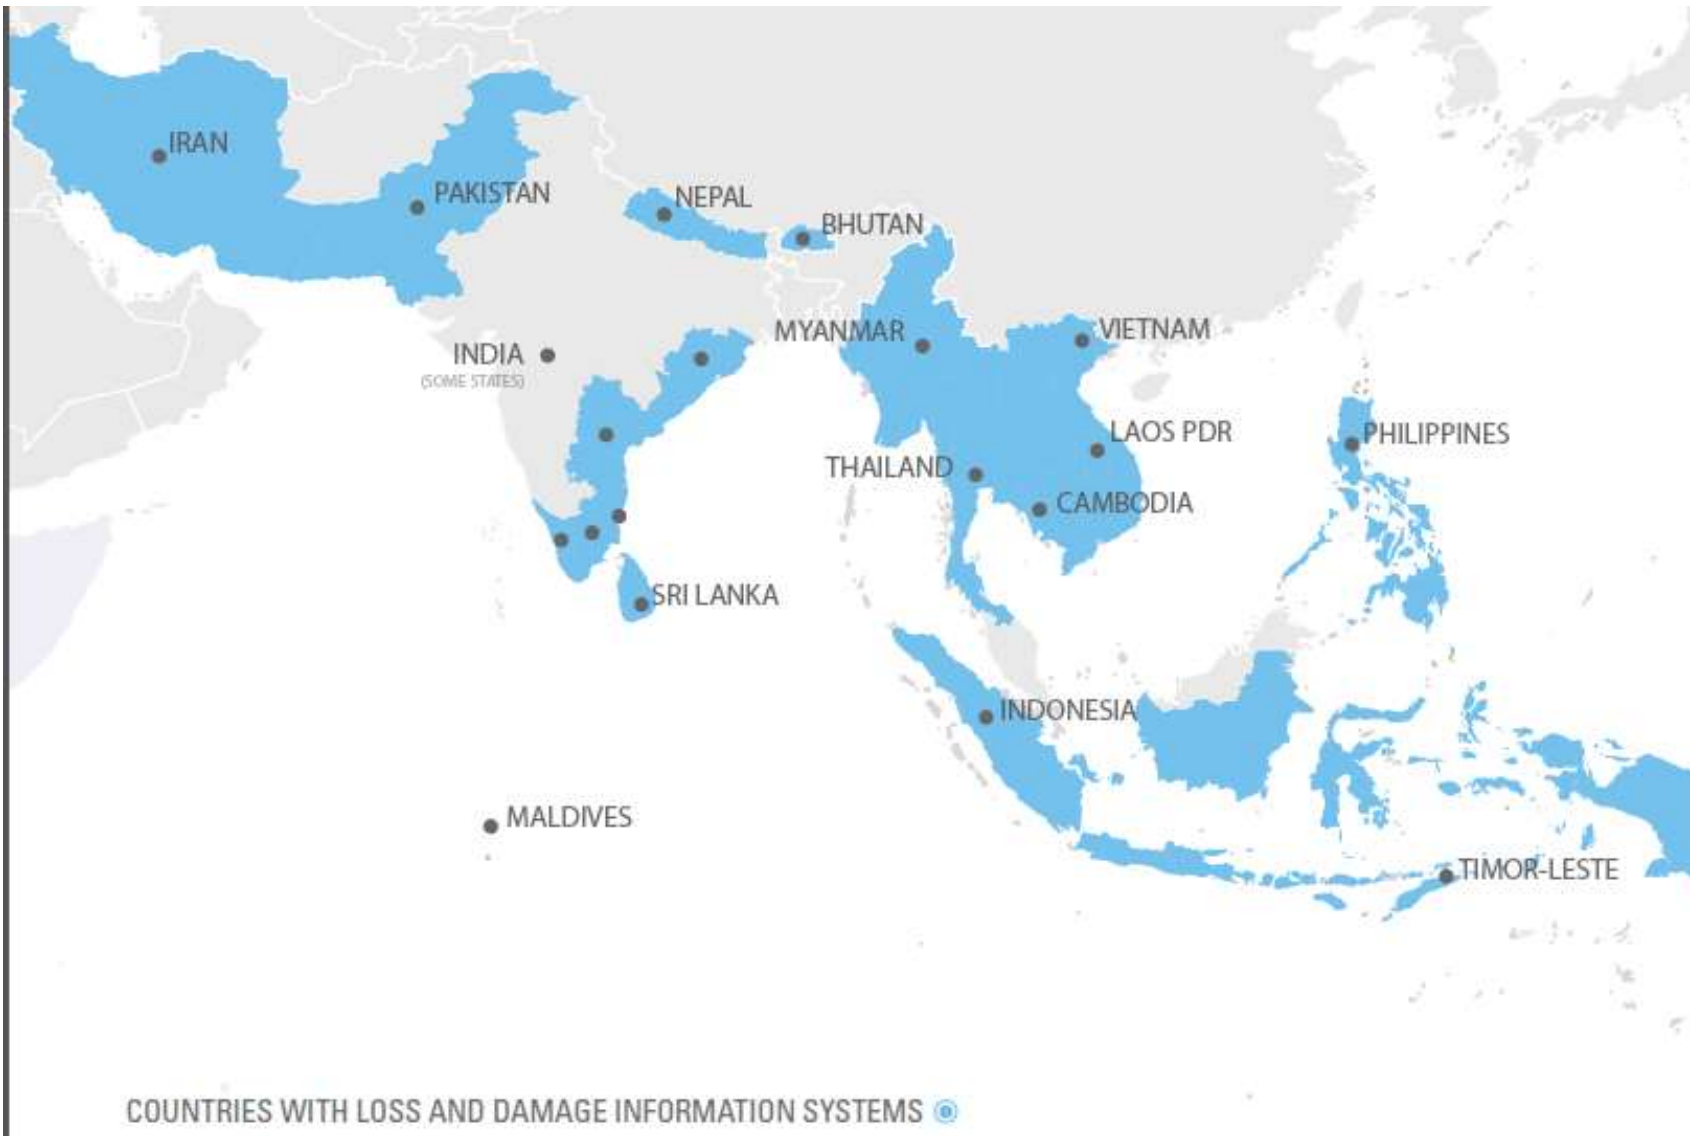 IRAN
PAKISTAN
NEPAL
BHUTAN
MYANMAR
VIETNAM
INDIA
(SOME STATES)
LAOS PDR
PHILIPPINES
THAILAND
CAMBODIA
SRI LANKA
INDONESIA
MALDIVES
TIMOR-LESTE
COUNTRIES WITH LOSS AND DAMAGE INFORMATION SYSTEMS